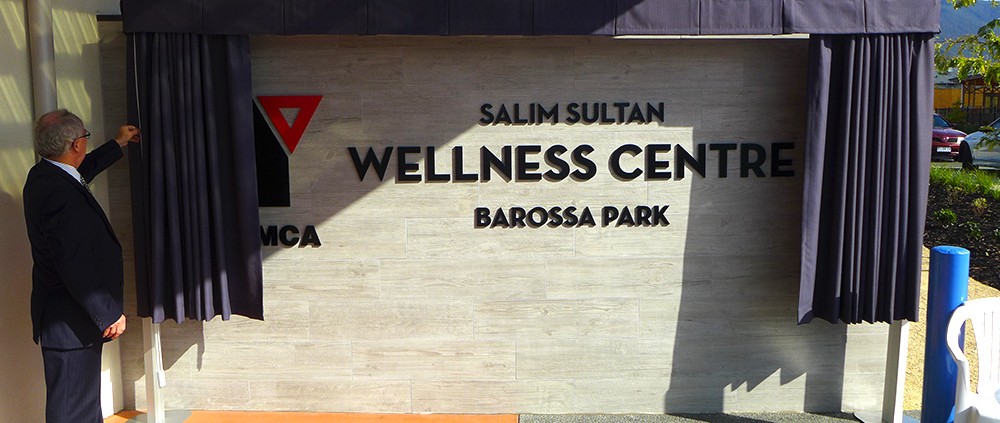 SALIM SULTAN
WELLNESS CENTRE
BAROSSA PARK
MCA